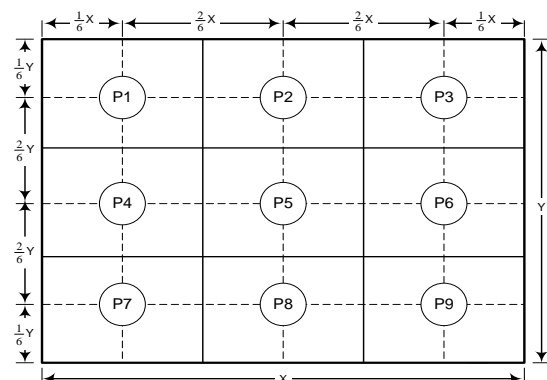 1/6 X 2/6 X 2/6 X 1/6 X
1/6 Y
P1 P2 P3
2/6 Y
P4 P5 P6 Y
2/6 Y
P7 P8 P9
1/6 Y
X